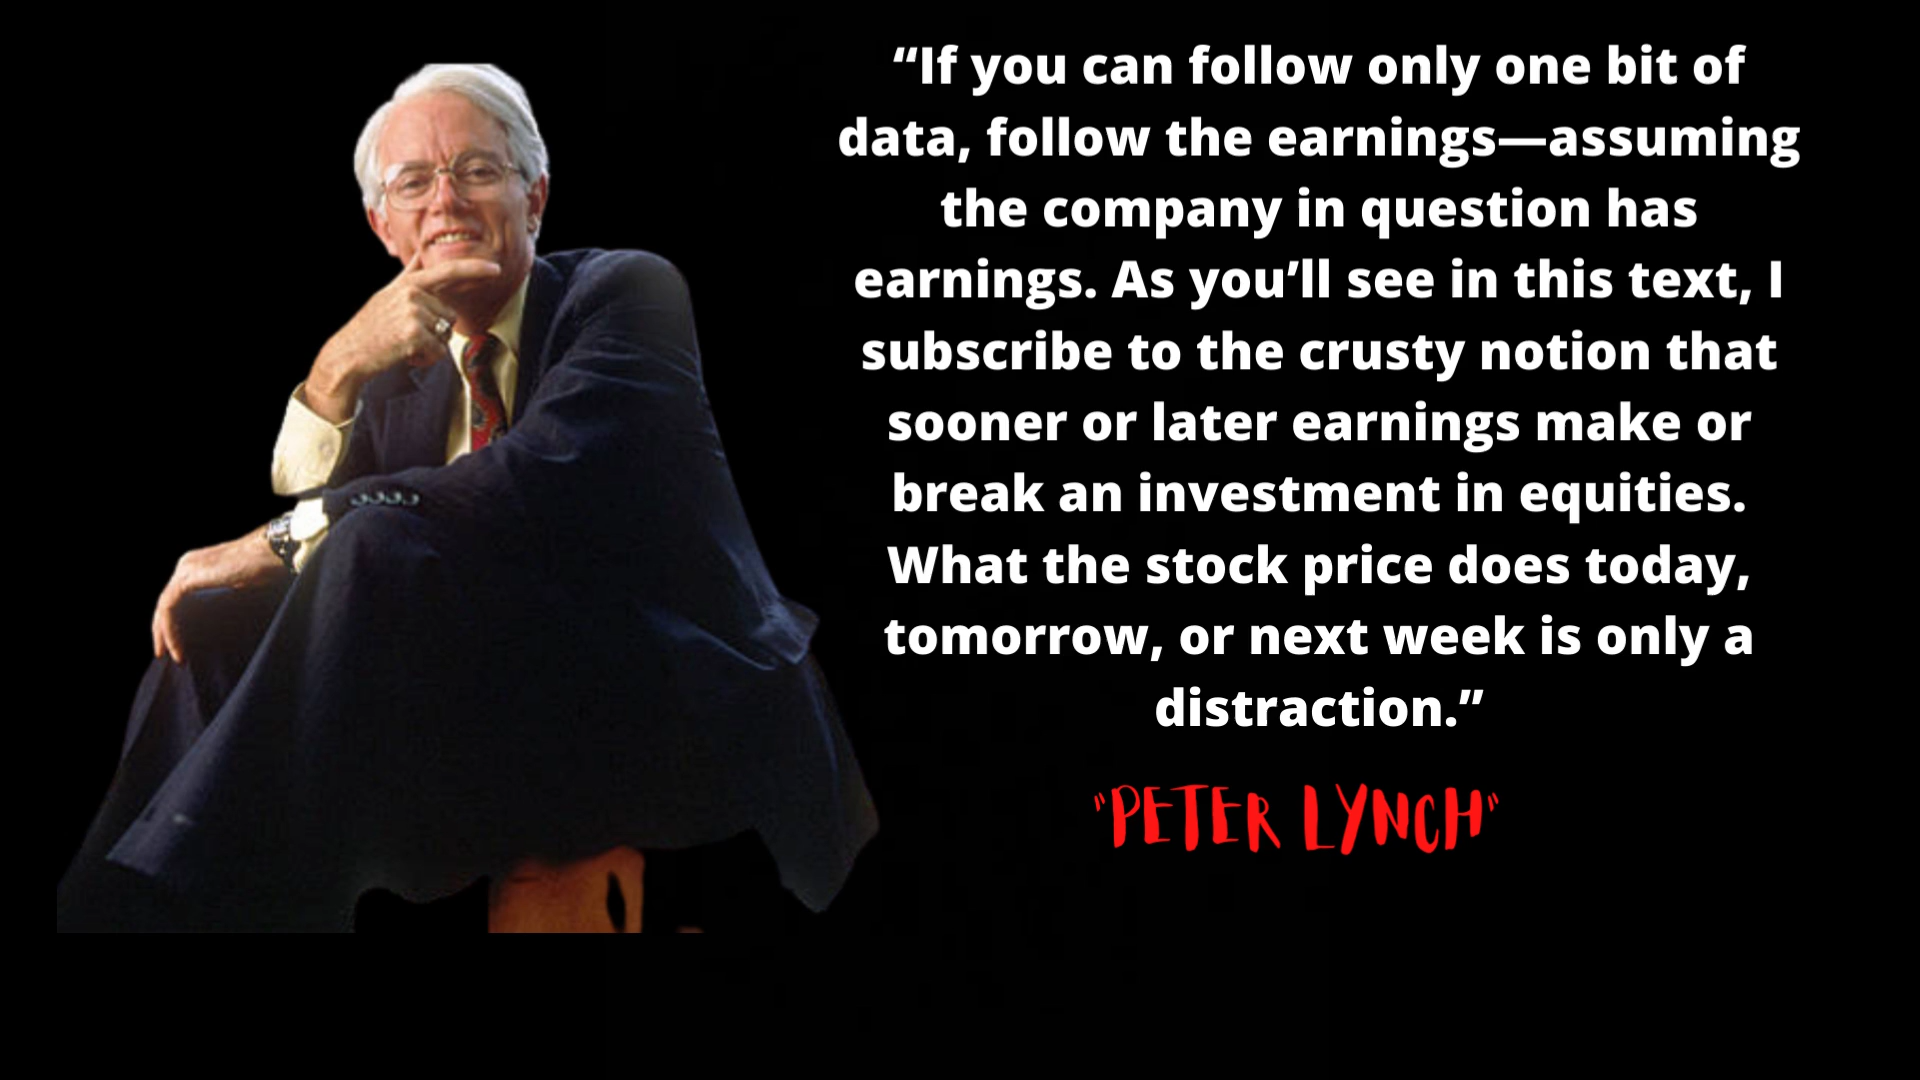 “If you can follow only one bit of
data, follow the earnings—assuming
the company in question has
earnings. As you’ll see in this text, I
subscribe to the crusty notion that
sooner or later earnings make or
break an investment in equities.
What the stock price does today,
tomorrow, or next week is only a
distraction.”
"PETER LYNCH"